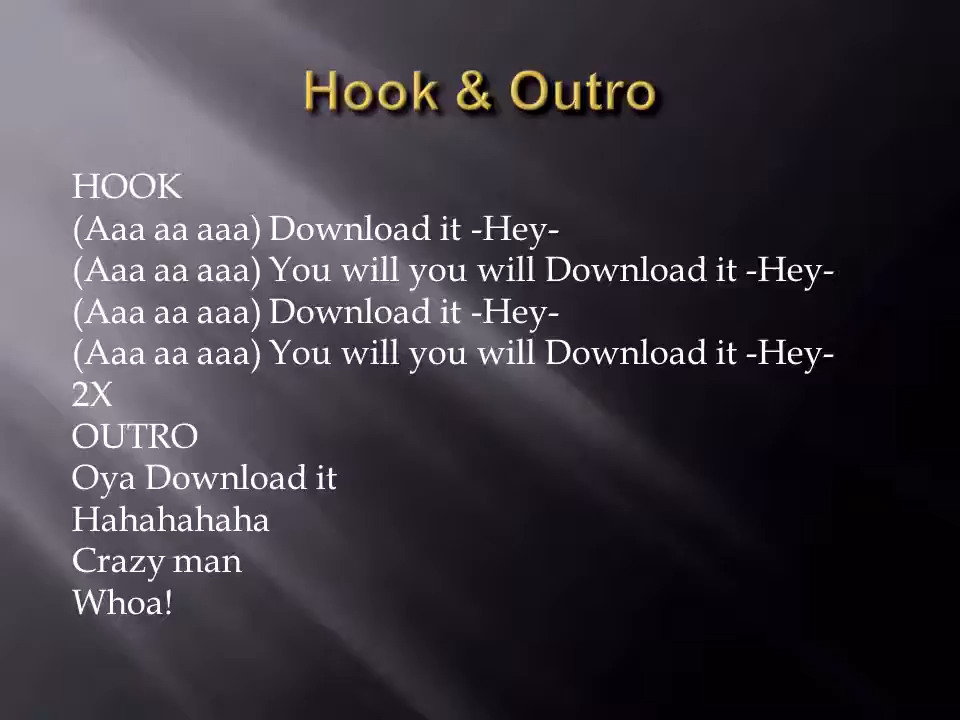 Hook & Outro
HOOK
(Aaa aa aaa) Download it -Hey-
(Aaa aa aaa) You will you will Download it -Hey-
(Aaa aa aaa) Download it -Hey-
(Aaa aa aaa) You will you will Download it -Hey-
2X
OUTRO
Oya Download it
Hahahahaha
Crazy man
Whoa!